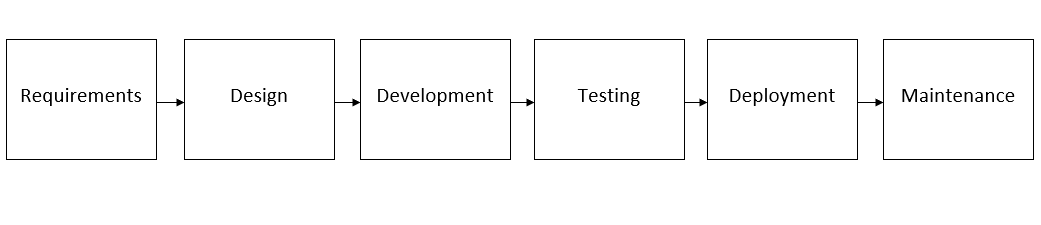 Requirements
Design
Development
Testing
Deployment
Maintenance